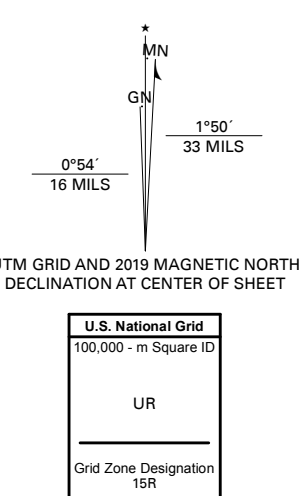 ★
MN
GN
1°50´
33 MILS
0°54´
16 MILS
UTM GRID AND 2019 MAGNETIC NORTH
DECLINATION AT CENTER OF SHEET
U.S. National Grid
100,000 - m Square ID
UR
Grid Zone Designation
15R